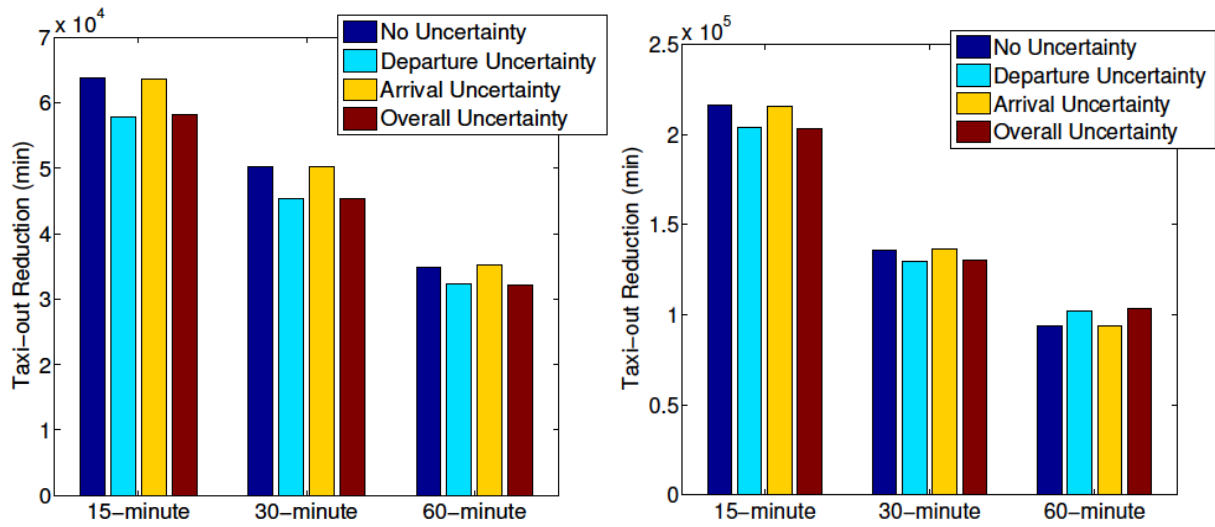 x 10^4
7
6
5
4
3
2
1
0
Taxi−out Reduction (min)
No Uncertainty
Departure Uncertainty
Arrival Uncertainty
Overall Uncertainty
15−minute 30−minute 60−minute
x 10^5
2.5
2
1.5
1
0.5
0
Taxi−out Reduction (min)
No Uncertainty
Departure Uncertainty
Arrival Uncertainty
Overall Uncertainty
15−minute 30−minute 60−minute